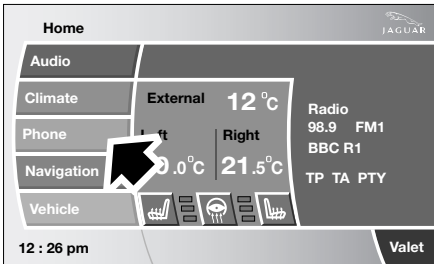 Home
JAGUAR
Audio
Climate
Phone
Navigation
Vehicle
External 12 °c
Right
.0°c 21.5°c
Radio
98.9 FM1
BBC R1
TP TA PTY
12 : 26 pm
Valet